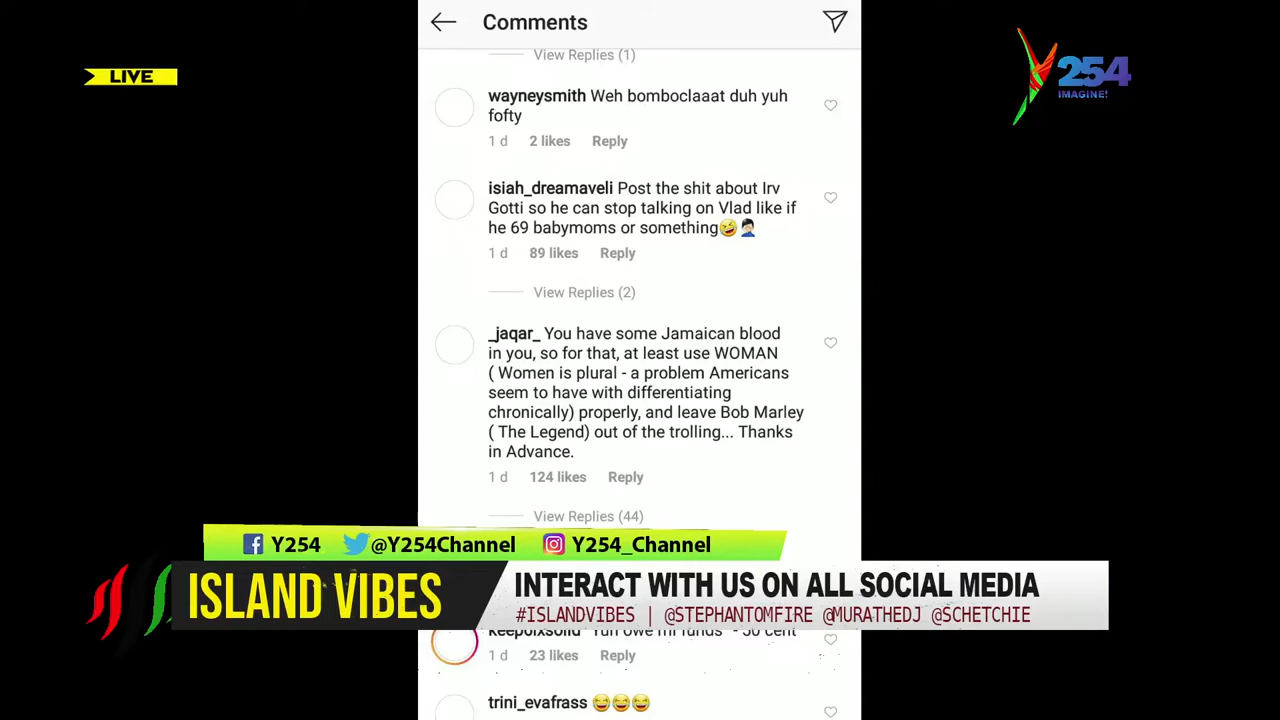 Comments
LIVE
254
IMAGINE!
View Replies (1)
wayneysmith Weh bomboclaaat duh yuh
fofty
1 d 2 likes Reply
isiah_dreamaveli Post the shit about Irv
Gotti so he can stop talking on Vlad like if
he 69 babymoms or something🤣🤦🏻‍♂️
1 d 89 likes Reply
View Replies (2)
_jaqar_ You have some Jamaican blood
in you, so for that, at least use WOMAN
( Women is plural - a problem Americans
seem to have with differentiating
chronically) properly, and leave Bob Marley
( The Legend) out of the trolling... Thanks
in Advance.
1 d 124 likes Reply
View Replies (44)
Y254 @Y254Channel Y254_Channel
ISLAND VIBES
INTERACT WITH US ON ALL SOCIAL MEDIA
#ISLANDVIBES | @STEPHANTOMFIRE @MURATHEDJ @SCHETCHIE
"Yuh owe mi funds" - 50 cent
1 d 23 likes Reply
trini_evafrass 😂😂😂